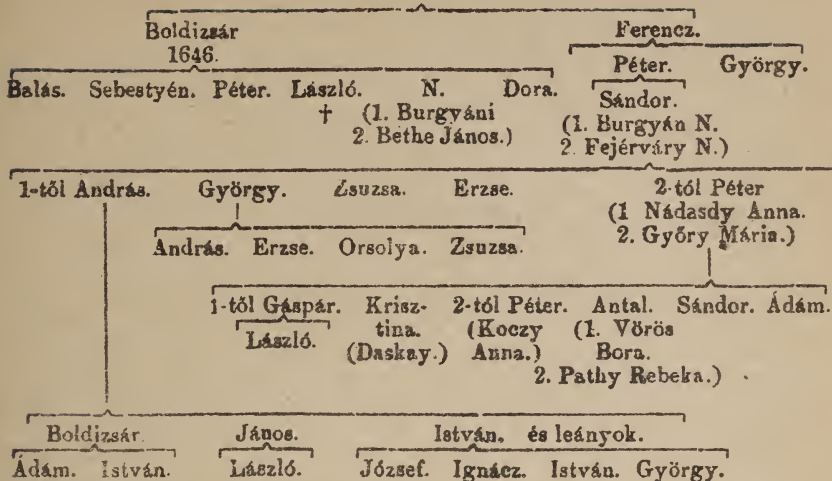 Boldizsár Ferencz.
1646. Péter. György.
Balás. Sebestyén. Péter. László. N. Dora. Sándor.
† (1. Burgyáni (1. Burgyán N.
2. Bethe János.) 2. Fejérváry N.)
1-től András. György. Zsuzsa. Erzse. 2-tól Péter
(1 Nádasdy Anna.
2. Győry Mária.)
András. Erzse. Orsolya. Zsuzsa.
1-től Gáspár. Krisz- 2-tól Péter. Antal. Sándor. Ádám.
László. tina. (Koczy (1. Vörös
(Daskay.) Anna.) Bora.
2. Pathy Rebeka.)
Boldizsár. János. István. és leányok.
Ádám. István. László. József. Ignácz. István. György.